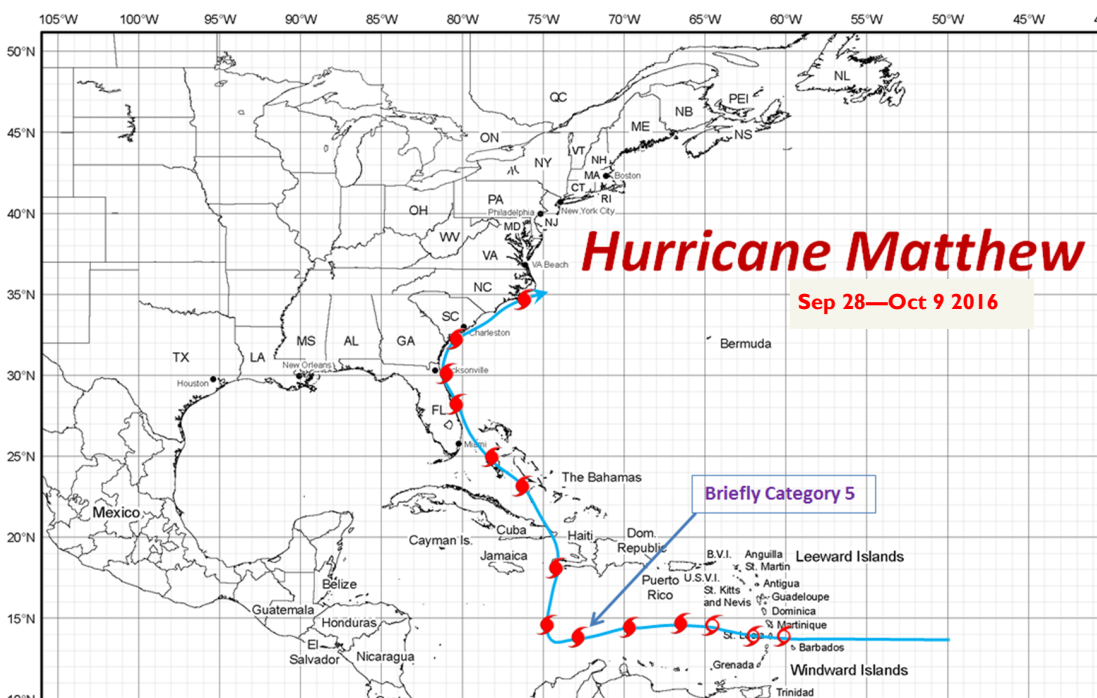 105°W 100°W 95°W 90°W 85°W 80°W 75°W 70°W 65°W 60°W 55°W 50°W 45°W
50°N
NL
QC
PEI
NB
ME
45°N
NS
ON
VT
NH
NY
MA
Boston
CT
RI
PA
40°N
OH
Philadelphia
New York City
NJ
MD
WV
Hurricane Matthew
VA
VA Beach
NC
35°N
Sep 28—Oct 9 2016
SC
Charleston
MS
AL
GA
Bermuda
TX
LA
New Orleans
30°N
cksonville
Houston
FL
Miami
25°N
The Bahamas
Briefly Category 5
Mexico
Cuba
20°N
Cayman Is.
Haiti
Dom.
Republic
Jamaica
B.V.I.
Anguilla
Leeward Islands
St. Martin
Puerto
Rico
U.S.V.I.
Belize
Antigua
St. Kitts
and Nevis
Guadeloupe
Guatemala
Dominica
15°N
Honduras
Martinique
St. Lucia
El
Salvador
Nicaragua
Barbados
Grenada
Windward Islands
Trinidad
10°N